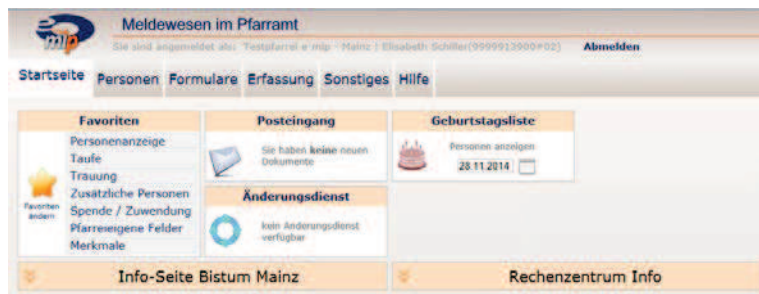 e
mip
Meldewesen im Pfarramt
Sie sind angemeldet als: Testpfarrei e mip - Mainz | Elisabeth Schiller(9999913900#02) Abmelden
Startseite Personen Formulare Erfassung Sonstiges Hilfe
Favoriten
Favoriten
ändern
Personenanzeige
Taufe
Trauung
Zusätzliche Personen
Spende / Zuwendung
Pfarreieigene Felder
Merkmale
Posteingang
Sie haben keine neuen
Dokumente
Änderungsdienst
kein Änderungsdienst
verfügbar
Geburtstagsliste
Personen anzeigen
28.11.2014
Info-Seite Bistum Mainz
Rechenzentrum Info